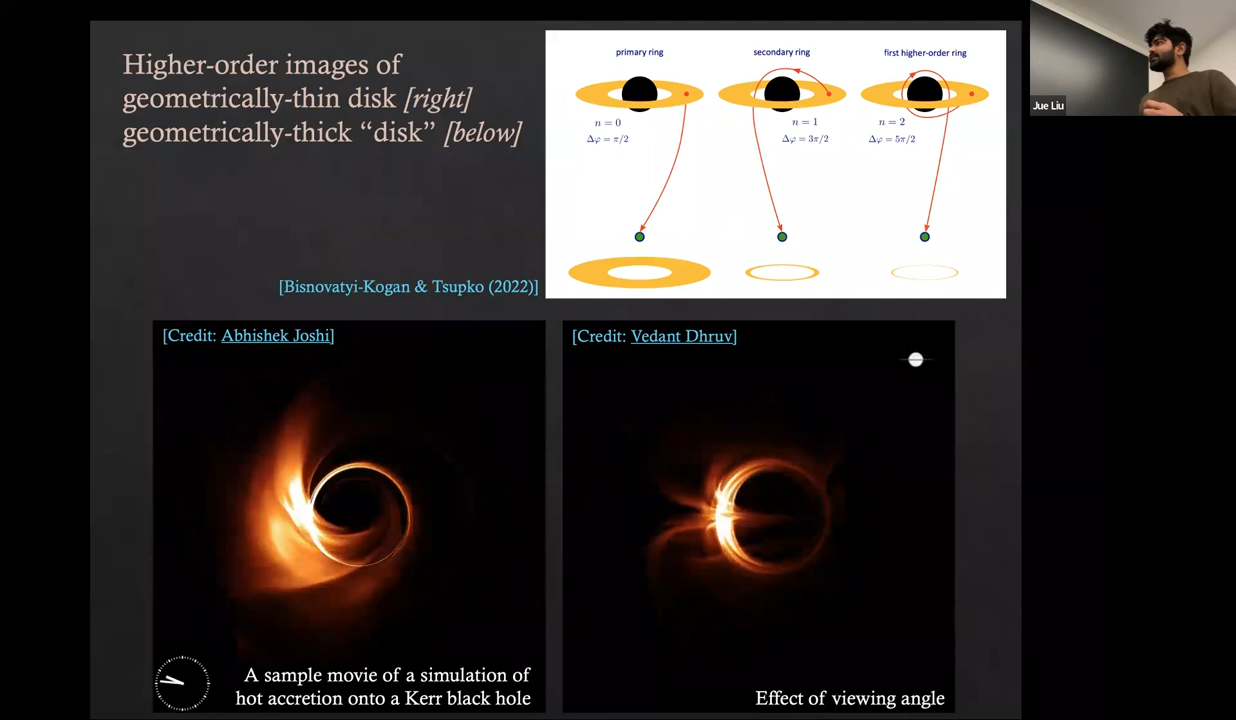 Higher-order images of
geometrically-thin disk [right]
geometrically-thick “disk” [below]
[Bisnovatyi-Kogan & Tsupko (2022)]
primary ring
secondary ring
first higher-order ring
n = 0
Δφ = π/2
n = 1
Δφ = 3π/2
n = 2
Δφ = 5π/2
Jue Liu
[Credit: Abhishek Joshi]
A sample movie of a simulation of
hot accretion onto a Kerr black hole
[Credit: Vedant Dhruv]
Effect of viewing angle